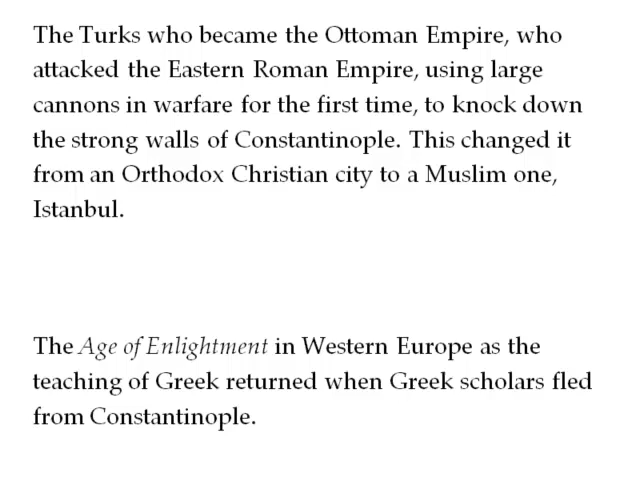 The Turks who became the Ottoman Empire, who
attacked the Eastern Roman Empire, using large
cannons in warfare for the first time, to knock down
the strong walls of Constantinople. This changed it
from an Orthodox Christian city to a Muslim one,
Istanbul.
The Age of Enlightment in Western Europe as the
teaching of Greek returned when Greek scholars fled
from Constantinople.